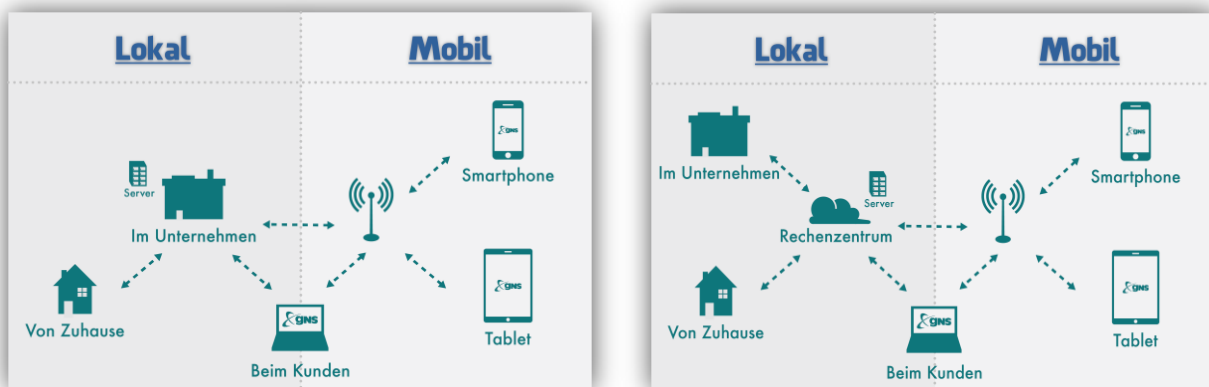 Lokal
Mobil
gns
Smartphone
Server
Im Unternehmen
gns
Von Zuhause
gns
Tablet
Beim Kunden
Lokal
Mobil
gns
Im Unternehmen
Smartphone
Server
Rechenzentrum
gns
Von Zuhause
gns
Tablet
Beim Kunden